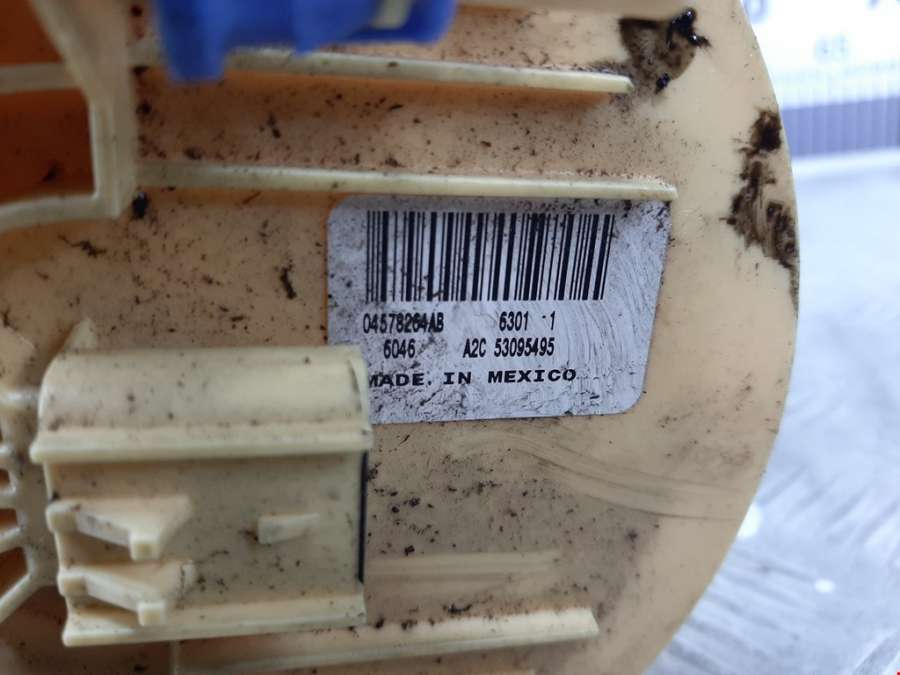 04578264AB 6301 1
6046 A2C 53095495
MADE IN MEXICO